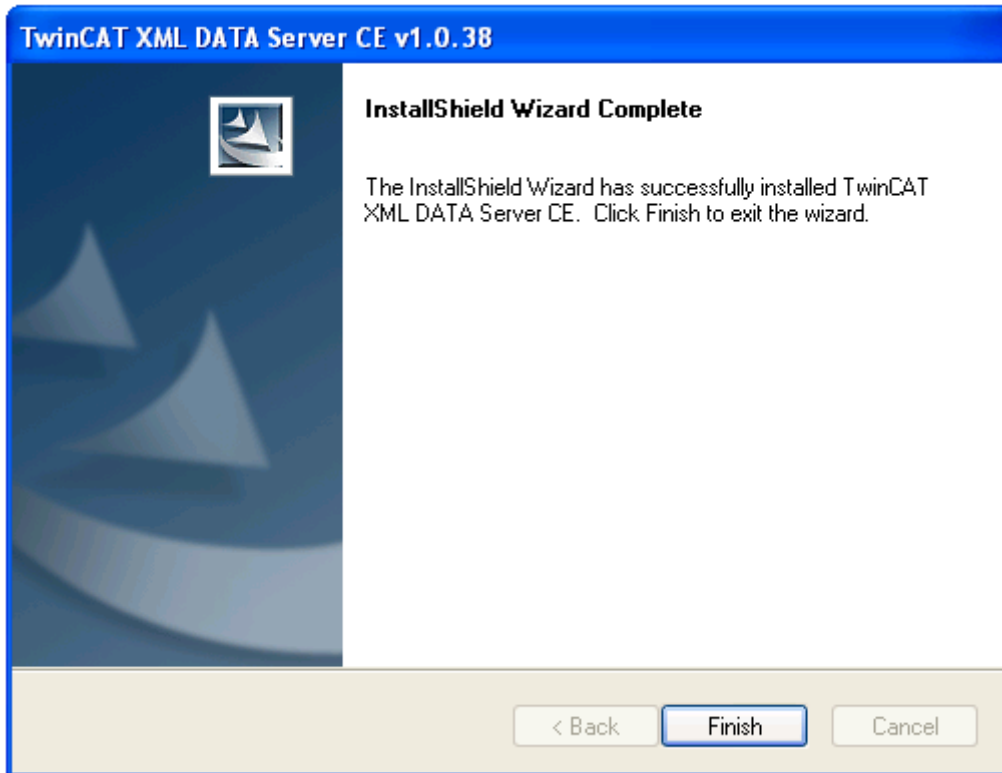 TwinCAT XML DATA Server CE v1.0.38
InstallShield Wizard Complete
The InstallShield Wizard has successfully installed TwinCAT
XML DATA Server CE. Click Finish to exit the wizard.
< Back Finish Cancel